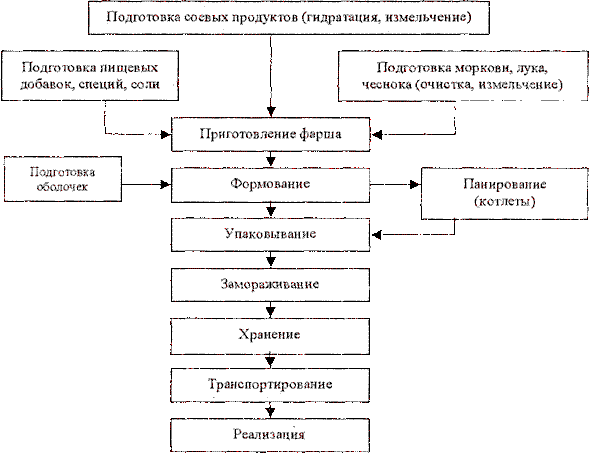 Подготовка соевых продуктов (гидратация, измельчение)
Подготовка пищевых
добавок, специй, соли
Подготовка моркови, лука,
чеснока (очистка, измельчение)
Приготовление фарша
Подготовка
оболочек
Формование
Панирование
(котлеты)
Упаковывание
Замораживание
Хранение
Транспортирование
Реализация